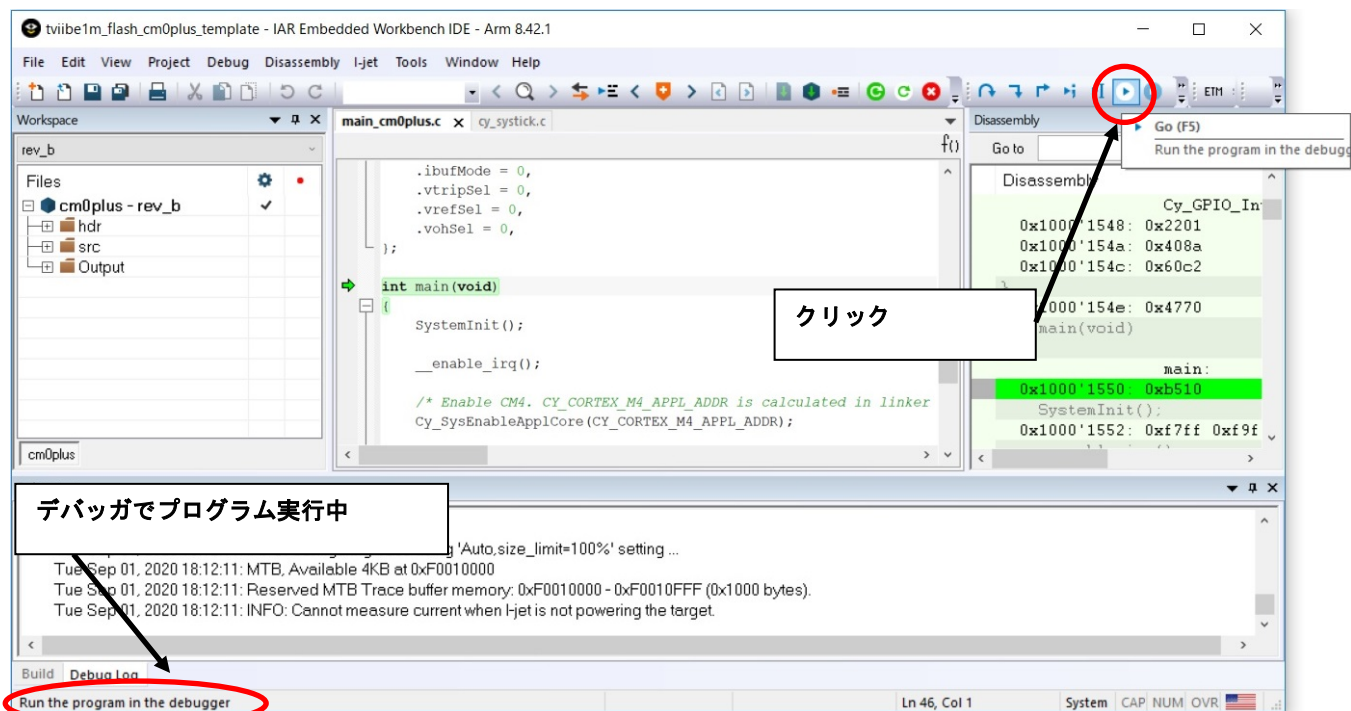 tviibe1m_flash_cm0plus_template - IAR Embedded Workbench IDE - Arm 8.42.1
File Edit View Project Debug Disassembly I-jet Tools Window Help
ETM
Workspace
rev_b
Files
cm0plus - rev_b
hdr
src
Output
cm0plus
main_cm0plus.c x cy_systick.c
f()
.ibufMode = 0,
.vtripSel = 0,
.vrefSel = 0,
.vohSel = 0,
};
int main(void)
{
SystemInit();
__enable_irq();
/* Enable CM4. CY_CORTEX_M4_APPL_ADDR is calculated in linker
Cy_SysEnableApplCore(CY_CORTEX_M4_APPL_ADDR);
クリック
Go (F5)
Run the program in the debugg
Disassembly
Go to
Disassembly
Cy_GPIO_In
0x1000'1548: 0x2201
0x1000'154a: 0x408a
0x1000'154c: 0x60c2
}
000'154e: 0x4770
main(void)
main:
0x1000'1550: 0xb510
SystemInit();
0x1000'1552: 0xf7ff 0xf9f
デバッガでプログラム実行中
'Auto,size_limit=100%' setting ...
Tue Sep 01, 2020 18:12:11: MTB, Available 4KB at 0xF0010000
Tue Sep 01, 2020 18:12:11: Reserved MTB Trace buffer memory: 0xF0010000 - 0xF0010FFF (0x1000 bytes).
Tue Sep 01, 2020 18:12:11: INFO: Cannot measure current when I-jet is not powering the target.
Build Debug Log
Run the program in the debugger
Ln 46, Col 1
System CAP NUM OVR